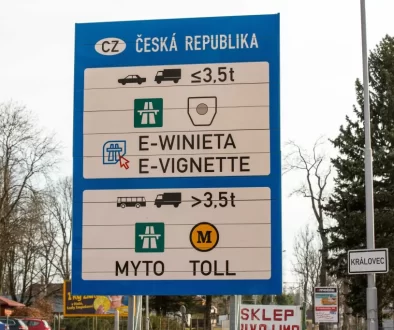 CZ ČESKÁ REPUBLIKA
≤3,5t
E-WINIETA
E-VIGNETTE
>3,5t
M
MYTO TOLL
KRÁLOVEC
SKLEP